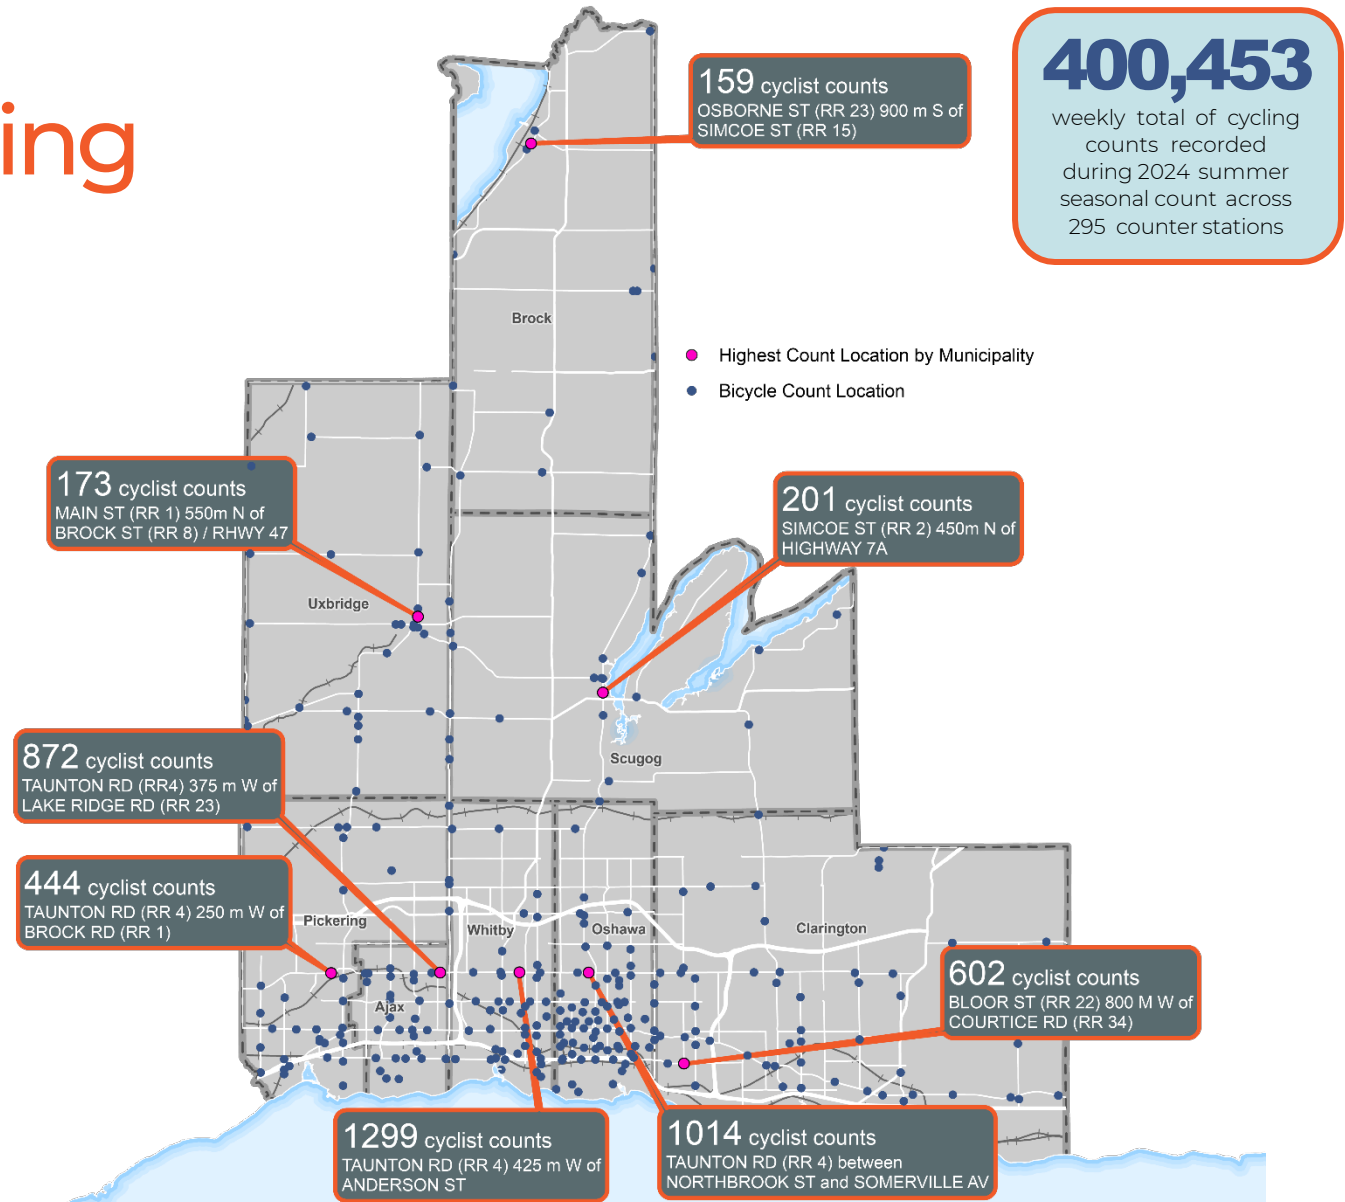 ing
400,453
weekly total of cycling
counts recorded
during 2024 summer
seasonal count across
295 counter stations
159 cyclist counts
OSBORNE ST (RR 23) 900 m S of
SIMCOE ST (RR 15)
Brock
Highest Count Location by Municipality
Bicycle Count Location
173 cyclist counts
MAIN ST (RR 1) 550m N of
BROCK ST (RR 8) / RHWY 47
201 cyclist counts
SIMCOE ST (RR 2) 450m N of
HIGHWAY 7A
Uxbridge
Scugog
872 cyclist counts
TAUNTON RD (RR4) 375 m W of
LAKE RIDGE RD (RR 23)
444 cyclist counts
TAUNTON RD (RR 4) 250 m W of
BROCK RD (RR 1)
Pickering
Whitby
Oshawa
Clarington
Ajax
602 cyclist counts
BLOOR ST (RR 22) 800 M W of
COURTICE RD (RR 34)
1299 cyclist counts
TAUNTON RD (RR 4) 425 m W of
ANDERSON ST
1014 cyclist counts
TAUNTON RD (RR 4) between
NORTHBROOK ST and SOMERVILLE AV